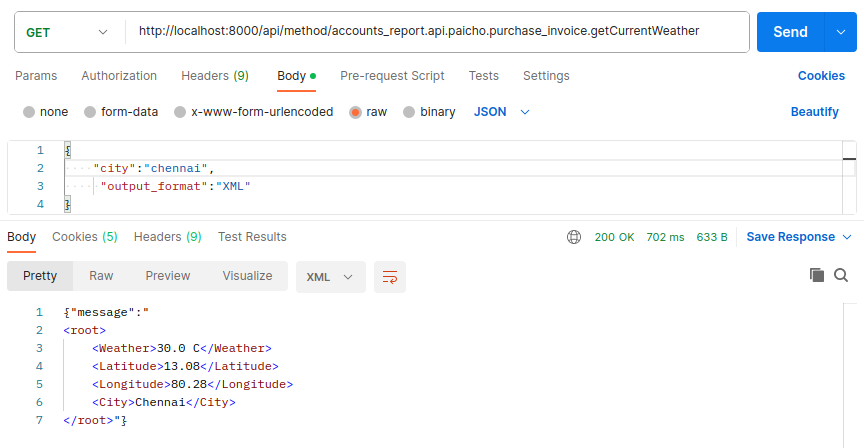 GET http://localhost:8000/api/method/accounts_report.api.paicho.purchase_invoice.getCurrentWeather Send
Params Authorization Headers (9) Body Pre-request Script Tests Settings Cookies
none form-data x-www-form-urlencoded raw binary JSON Beautify
1 {
2 "city":"chennai",
3 "output_format":"XML"
4 }
Body Cookies (5) Headers (9) Test Results 200 OK 702 ms 633 B Save Response
Pretty Raw Preview Visualize XML
1 {"message":"
2 <root>
3 <Weather>30.0 C</Weather>
4 <Latitude>13.08</Latitude>
5 <Longitude>80.28</Longitude>
6 <City>Chennai</City>
7 </root>"}